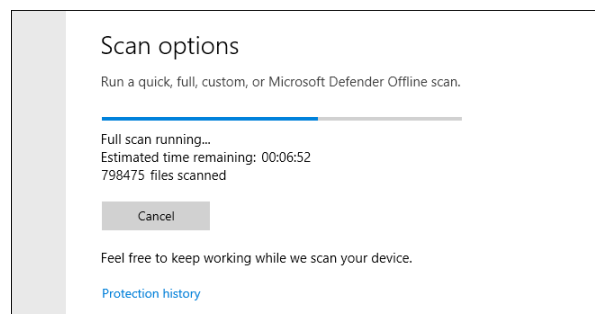 Scan options
Run a quick, full, custom, or Microsoft Defender Offline scan.
Full scan running...
Estimated time remaining: 00:06:52
798475 files scanned
Cancel
Feel free to keep working while we scan your device.
Protection history